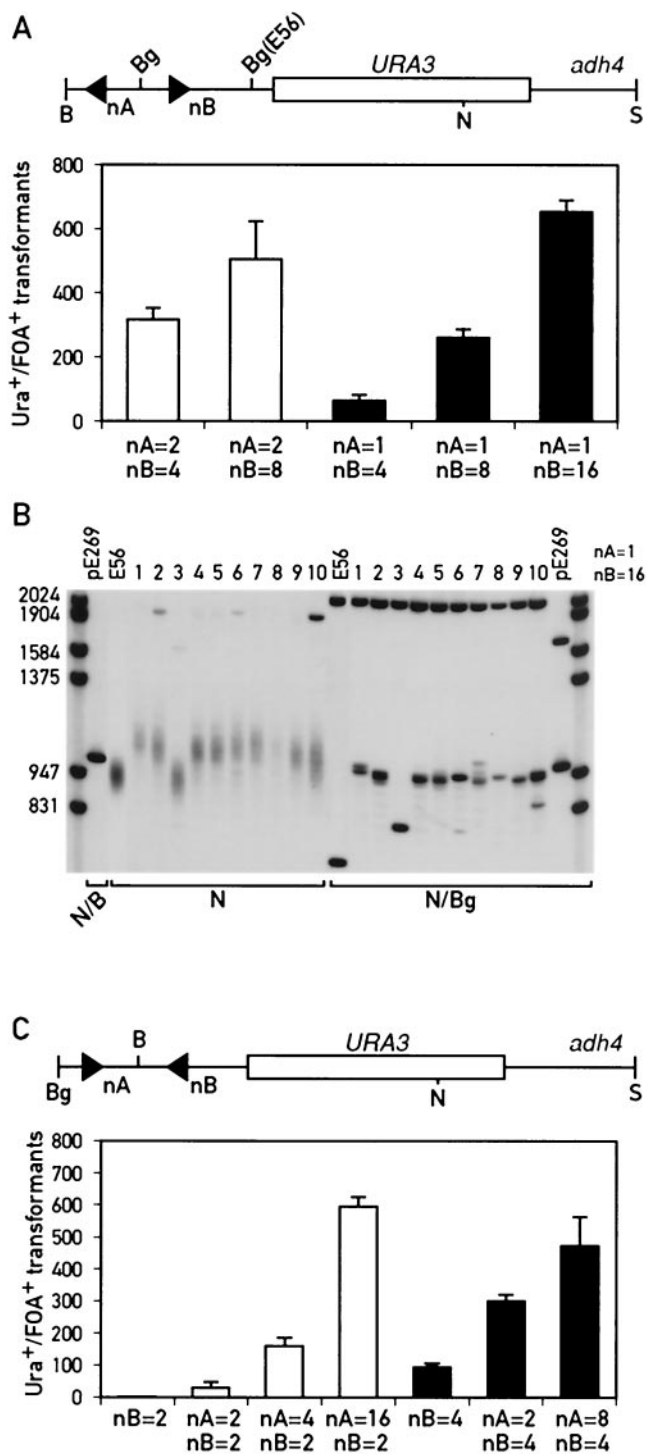 A
Bg
Bg(E56)
URA3
adh4
B
nA
nB
N
S
Ura+/FOA+ transformants
800
600
400
200
0
nA=2 nA=2 nA=1 nA=1 nA=1
nB=4 nB=8 nB=4 nB=8 nB=16
B
pE269 E56 1 2 3 4 5 6 7 8 9 10 E56 1 2 3 4 5 6 7 8 9 10 pE269
nA=1
nB=16
2024
1904
1584
1375
947
831
N/B N N/Bg
C
B
URA3
adh4
Bg
nA
nB
N
S
Ura+/FOA+ transformants
800
700
600
500
400
300
200
100
0
nB=2 nA=2 nA=4 nA=16 nB=4 nA=2 nA=8
nB=2 nB=2 nB=2 nB=4 nB=4